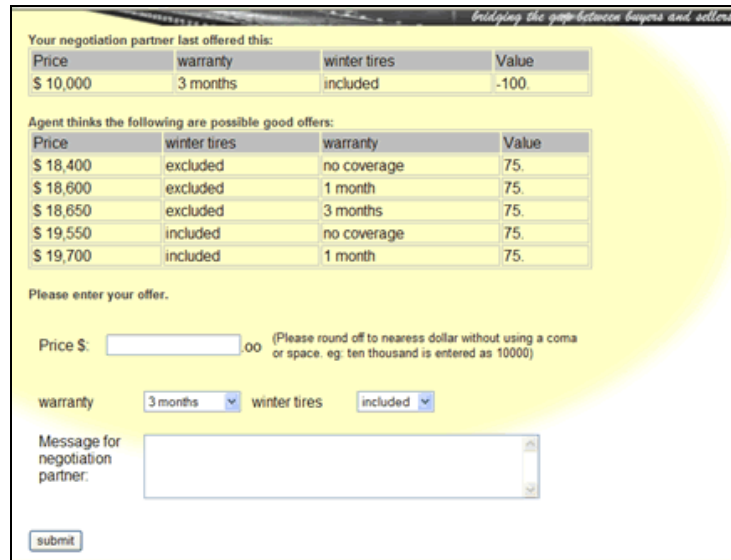 bridging the gap between buyers and sellers
Your negotiation partner last offered this:
Price warranty winter tires Value
$ 10,000 3 months included -100.
Agent thinks the following are possible good offers:
Price winter tires warranty Value
$ 18,400 excluded no coverage 75.
$ 18,600 excluded 1 month 75.
$ 18,650 excluded 3 months 75.
$ 19,550 included no coverage 75.
$ 19,700 included 1 month 75.
Please enter your offer.
Price $: .oo (Please round off to nearess dollar without using a coma
or space. eg: ten thousand is entered as 10000)
warranty 3 months winter tires included
Message for
negotiation
partner:
submit